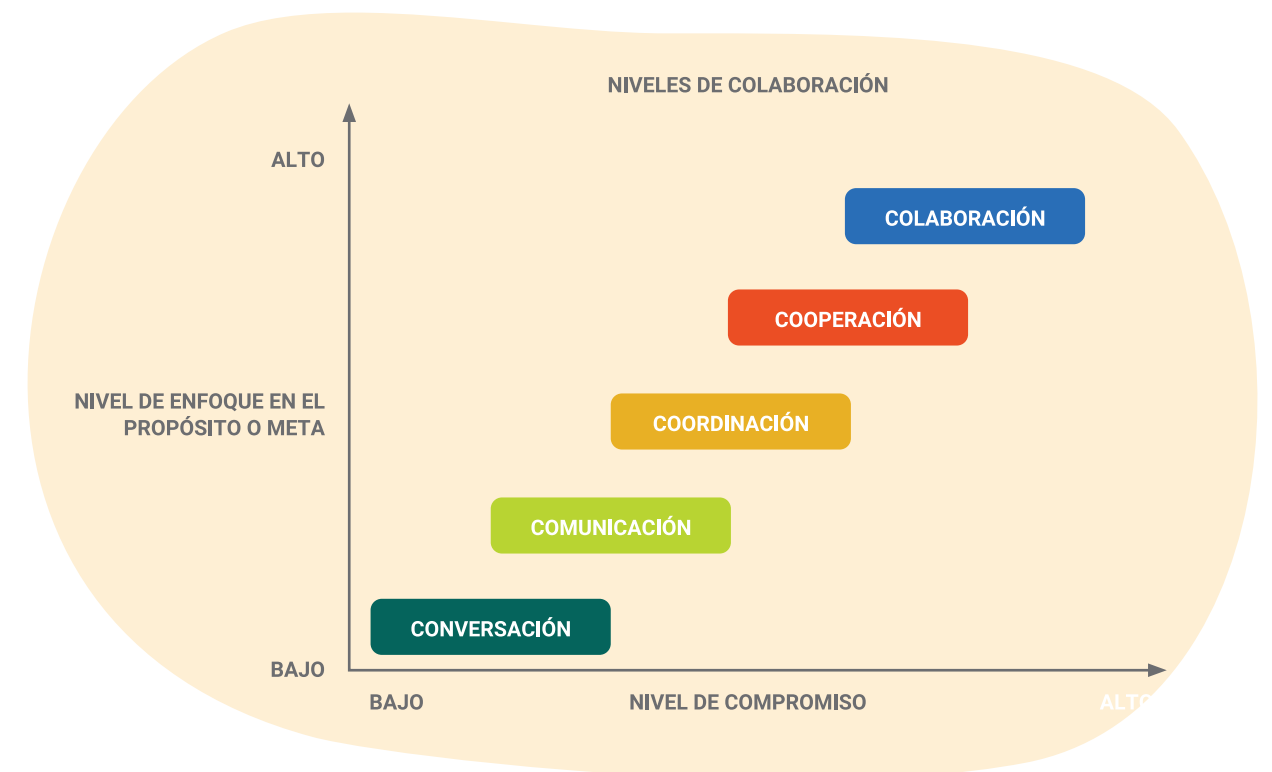 NIVELES DE COLABORACIÓN
ALTO
COLABORACIÓN
COOPERACIÓN
NIVEL DE ENFOQUE EN EL
PROPÓSITO O META
COORDINACIÓN
COMUNICACIÓN
CONVERSACIÓN
BAJO
BAJO
NIVEL DE COMPROMISO
ALTO